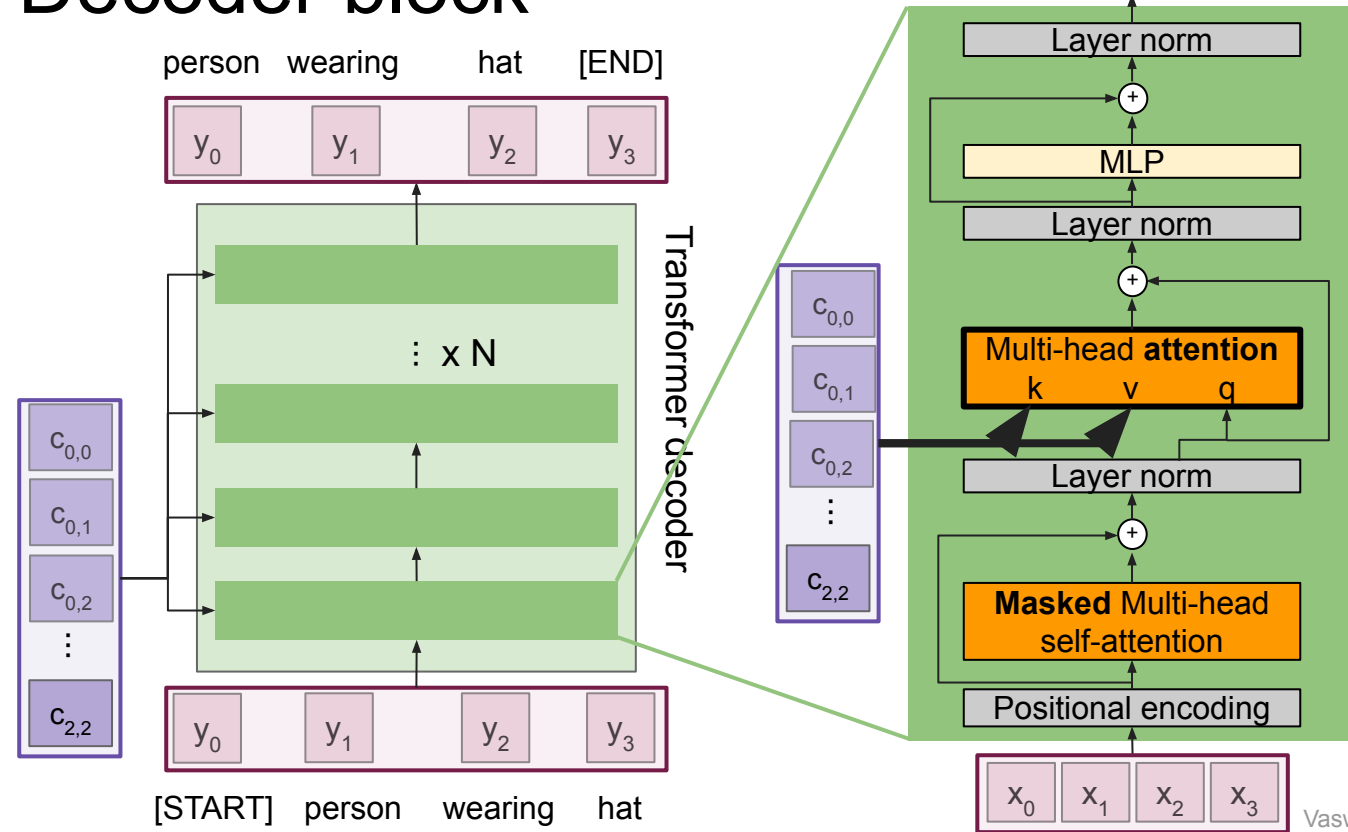 Decoder block
person wearing hat [END]
y0 y1 y2 y3
⋮ x N
Transformer decoder
c0,0
c0,1
c0,2
⋮
c2,2
y0 y1 y2 y3
[START] person wearing hat
Layer norm
+
MLP
Layer norm
+
Multi-head attention
k v q
c0,0
c0,1
c0,2
⋮
c2,2
Layer norm
+
Masked Multi-head
self-attention
Positional encoding
x0 x1 x2 x3